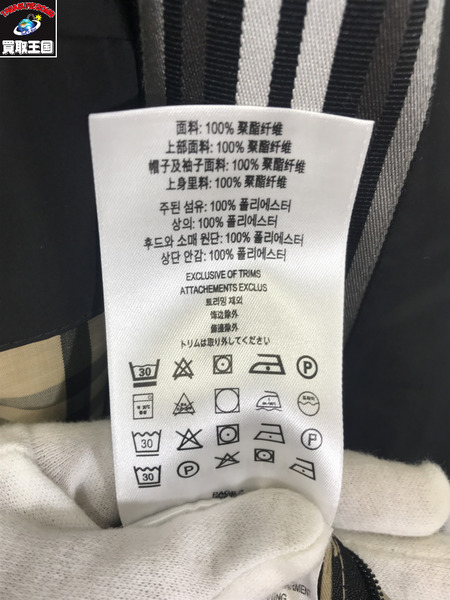 買取王国
面料: 100% 聚酯纤维
上部面料: 100% 聚酯纤维
帽子及袖子面料: 100% 聚酯纤维
上身里料: 100% 聚酯纤维
주된 섬유: 100% 폴리에스터
상의: 100% 폴리에스터
후드와 소매 원단: 100% 폴리에스터
상단 안감: 100% 폴리에스터
EXCLUSIVE OF TRIMS
ATTACHEMENTS EXCLUS
트리밍 제외
饰边除外
飾邊除外
トリムは取り外してください
30 P
30 P
30 P